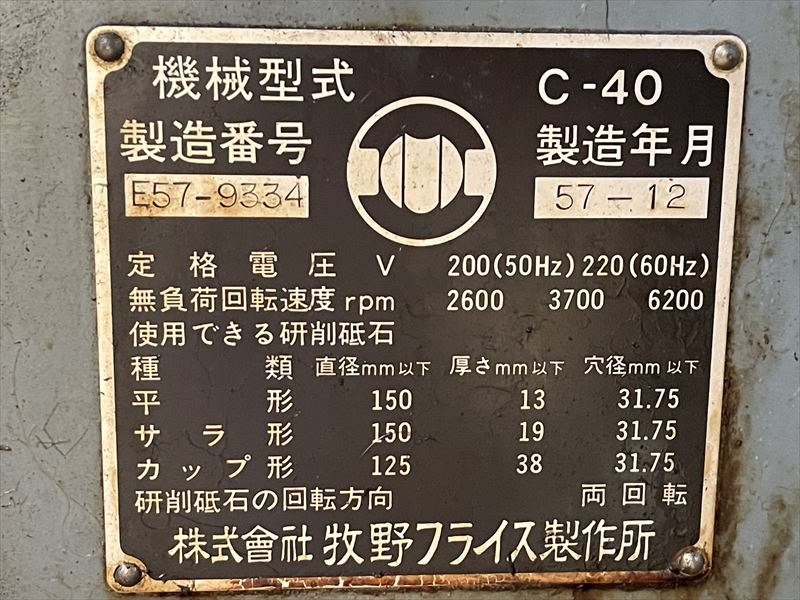 機械型式 C-40
製造番号 製造年月
E57-9334 57-12
定格電圧 V 200(50Hz) 220(60Hz)
無負荷回転速度 rpm 2600 3700 6200
使用できる研削砥石
種類 直径mm以下 厚さmm以下 穴径mm以下
平形 150 13 31.75
サラ形 150 19 31.75
カップ形 125 38 31.75
研削砥石の回転方向 両回転
株式會社 牧野フライス製作所